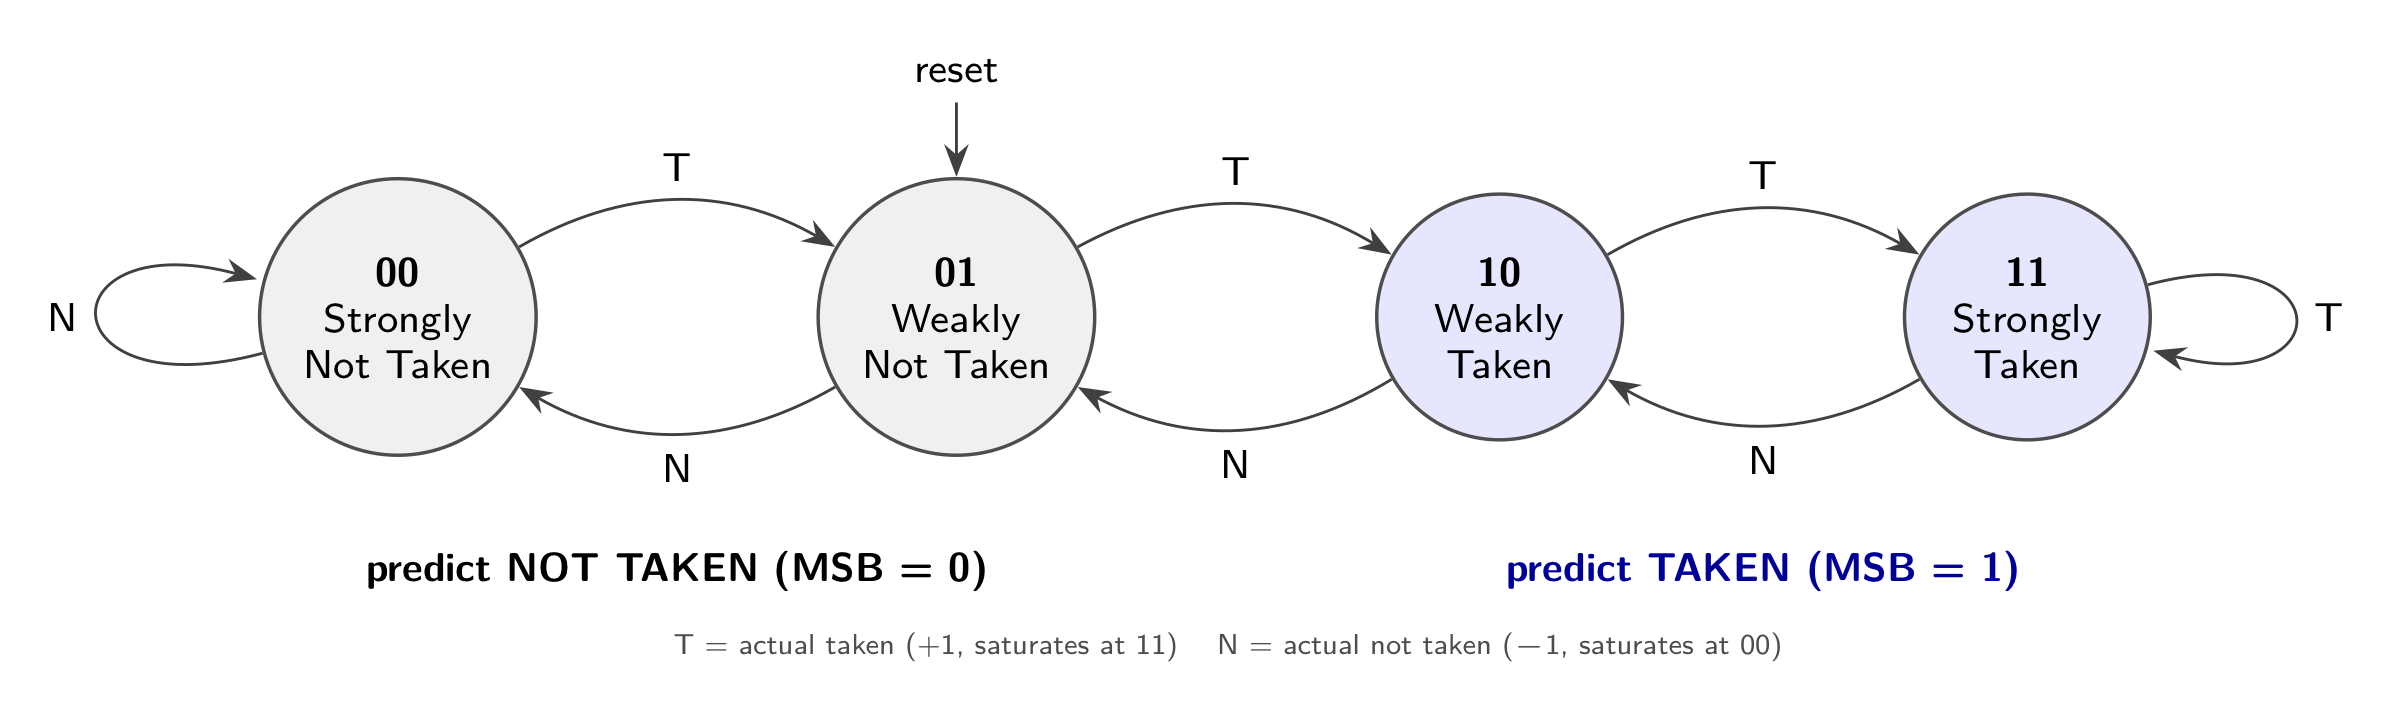 reset
T
T
T
00
Strongly
Not Taken
01
Weakly
Not Taken
10
Weakly
Taken
11
Strongly
Taken
N
T
N
N
N
predict NOT TAKEN (MSB = 0)
predict TAKEN (MSB = 1)
T = actual taken (+1, saturates at 11) N = actual not taken (−1, saturates at 00)